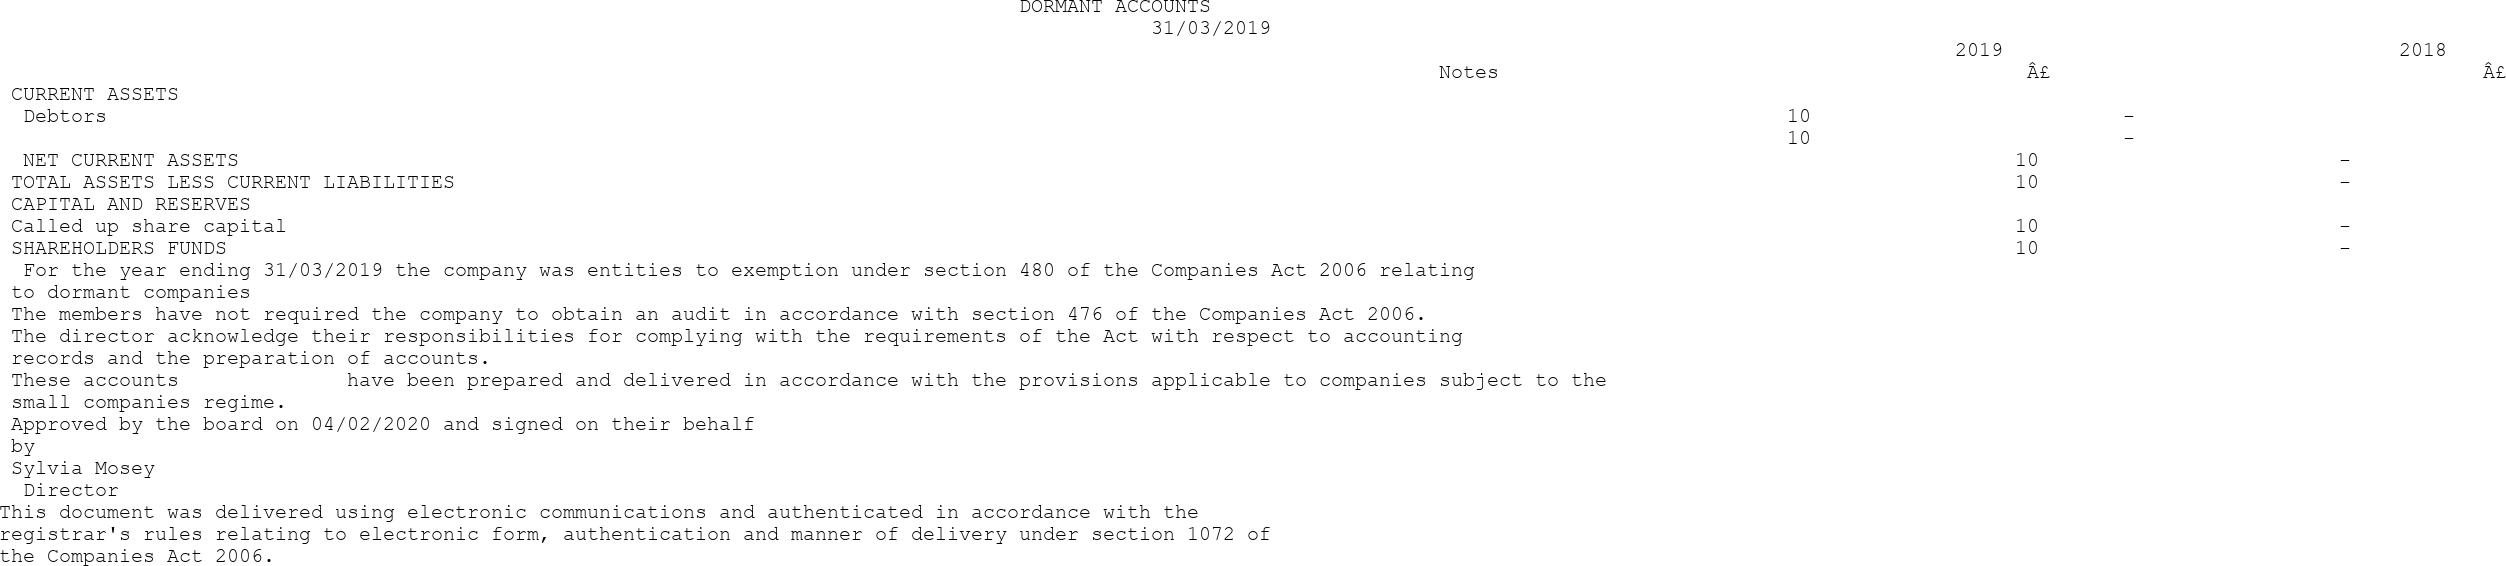 DORMANT ACCOUNTS
31/03/2019
2019 2018
Notes Â£ Â£
CURRENT ASSETS
Debtors 10 -
10 -
NET CURRENT ASSETS 10 -
TOTAL ASSETS LESS CURRENT LIABILITIES 10 -
CAPITAL AND RESERVES
Called up share capital 10 -
SHAREHOLDERS FUNDS 10 -
For the year ending 31/03/2019 the company was entities to exemption under section 480 of the Companies Act 2006 relating
to dormant companies
The members have not required the company to obtain an audit in accordance with section 476 of the Companies Act 2006.
The director acknowledge their responsibilities for complying with the requirements of the Act with respect to accounting
records and the preparation of accounts.
These accounts have been prepared and delivered in accordance with the provisions applicable to companies subject to the
small companies regime.
Approved by the board on 04/02/2020 and signed on their behalf
by
Sylvia Mosey
Director
This document was delivered using electronic communications and authenticated in accordance with the
registrar's rules relating to electronic form, authentication and manner of delivery under section 1072 of
the Companies Act 2006.